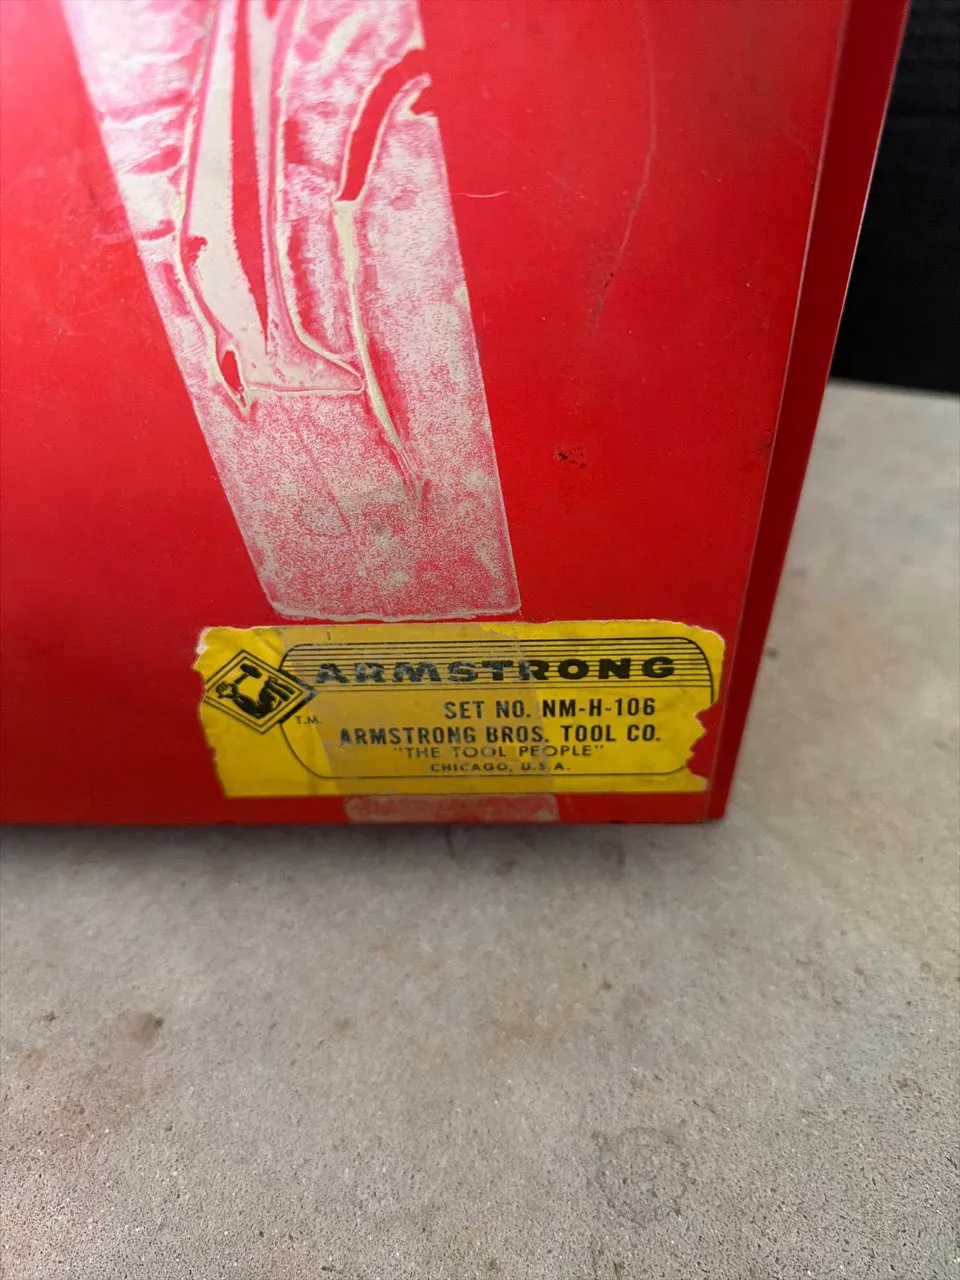 ARMSTRONG
T.M.
SET NO. NM-H-106
ARMSTRONG BROS. TOOL CO.
"THE TOOL PEOPLE"
CHICAGO, U.S.A.